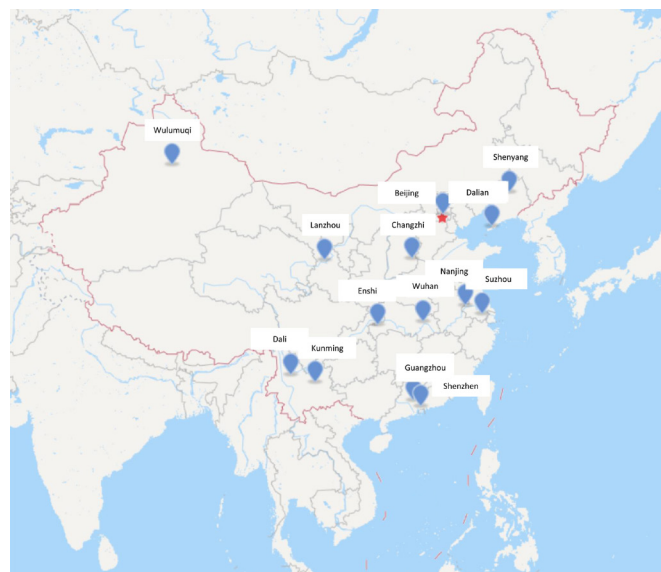 Wulumuqi
Shenyang
Beijing
Dalian
Lanzhou
Changzhi
Nanjing
Suzhou
Enshi
Wuhan
Dali
Kunming
Guangzhou
Shenzhen